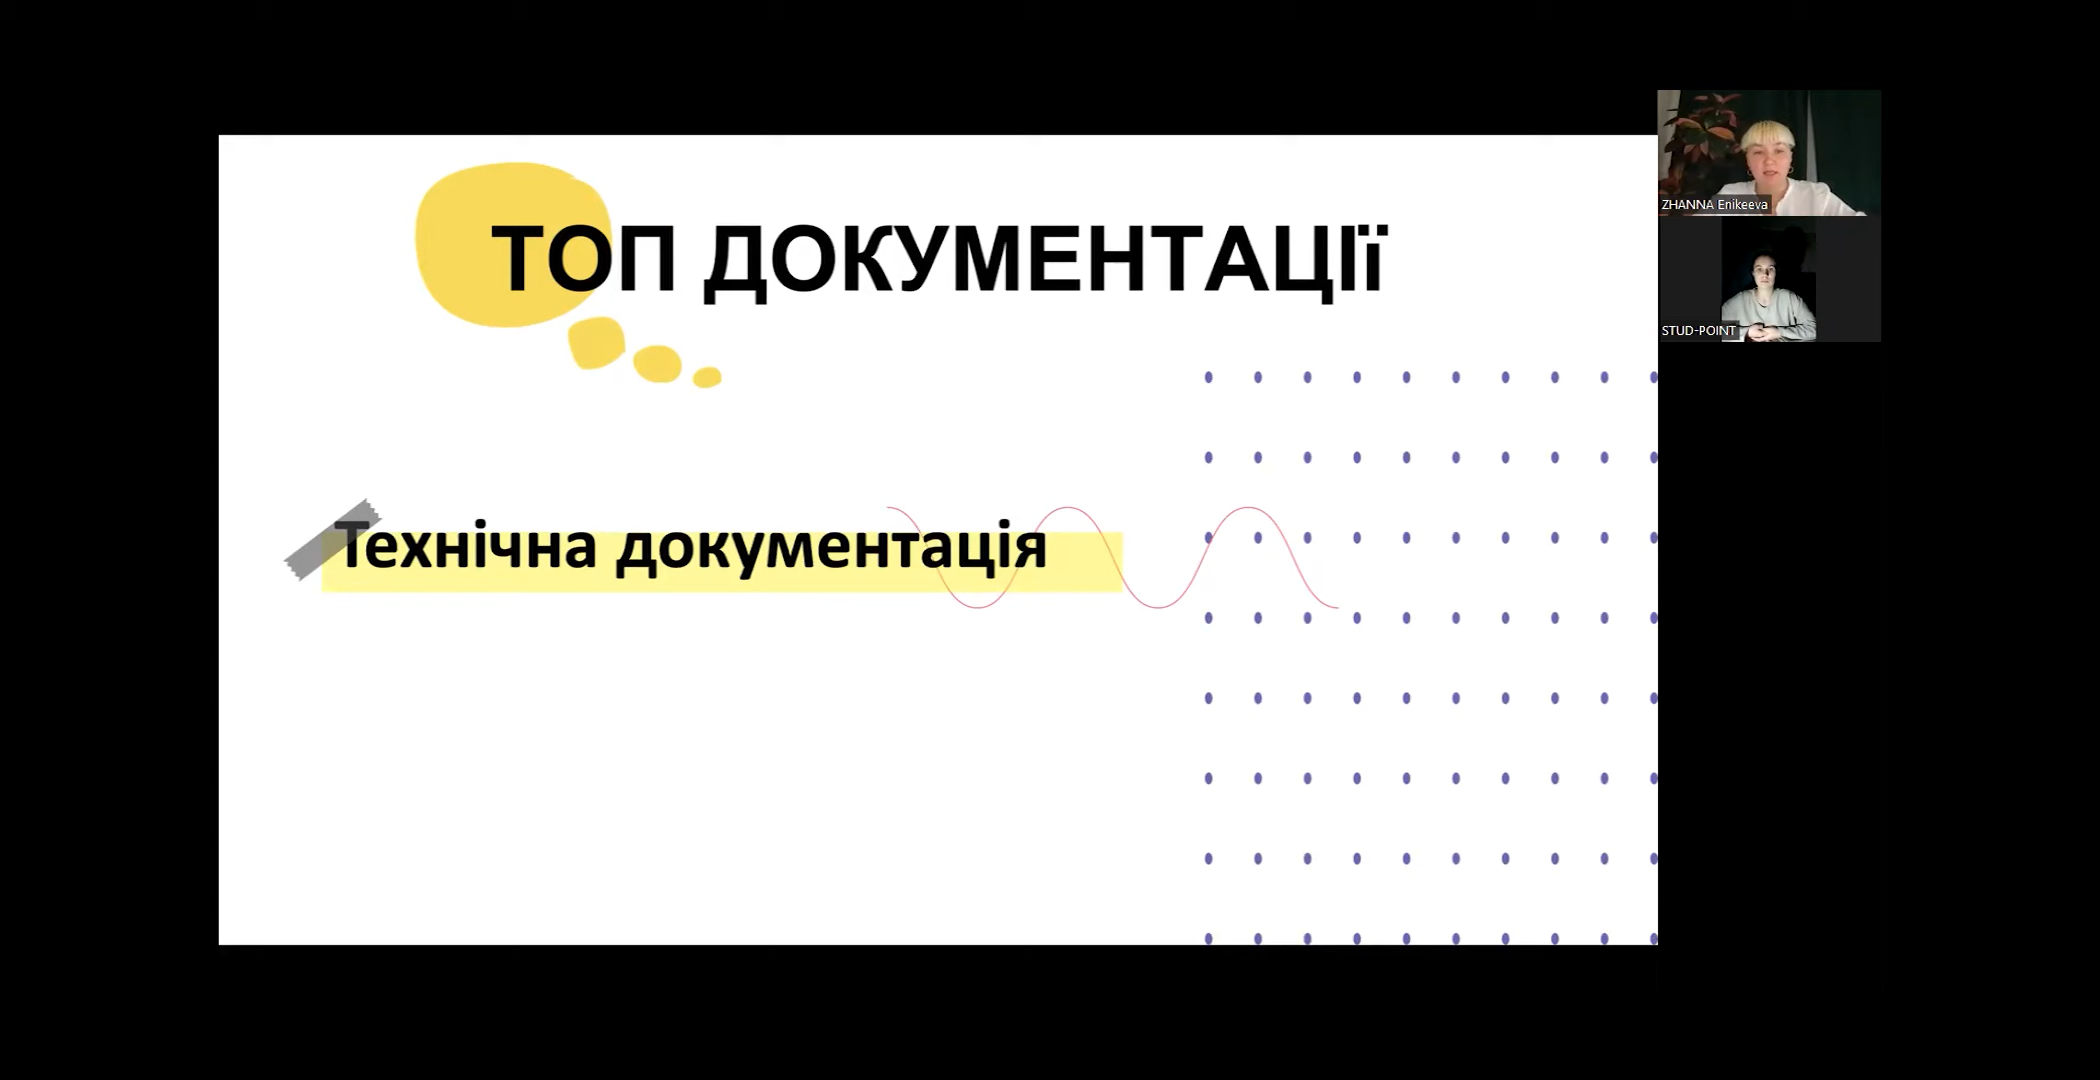 ТОП ДОКУМЕНТАЦІЇ
Технічна документація
ZHANNA Enikeeva
STUD-POINT